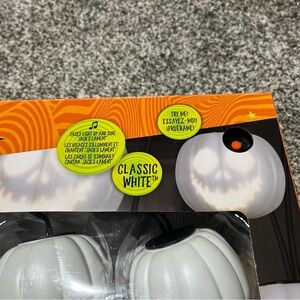 FACES LIGHT UP AND SING
"JACK'S LAMENT"
LES VISAGES S'ILLUMINENT ET
CHANTENT "JACK'S LAMENT"
LAS CARAS SE ILUMINAN Y
CANTAN "JACK'S LAMENT"
TRY ME!
ESSAYEZ-MOI!
¡PRUÉBAME!
CLASSIC
WHITE™